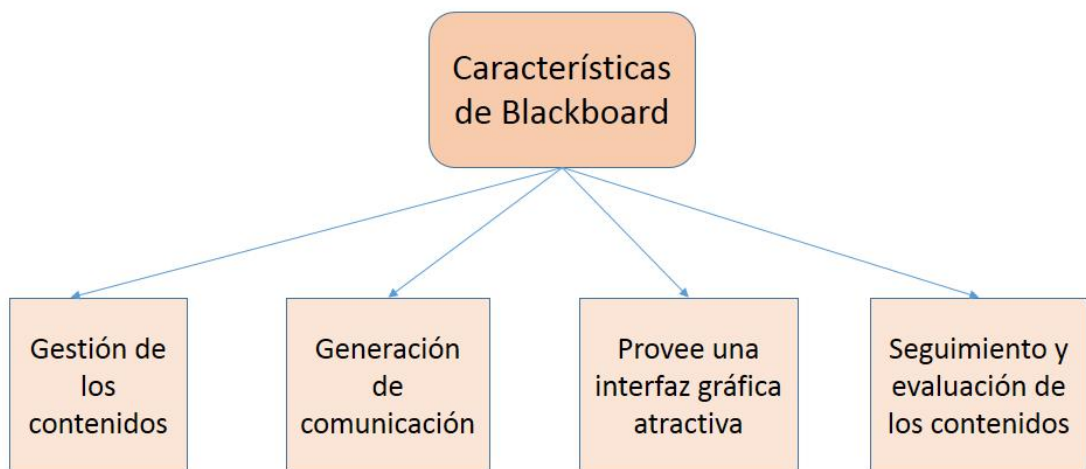 Características
de Blackboard
Gestión de
los
contenidos
Generación
de
comunicación
Provee una
interfaz gráfica
atractiva
Seguimiento y
evaluación de
los contenidos